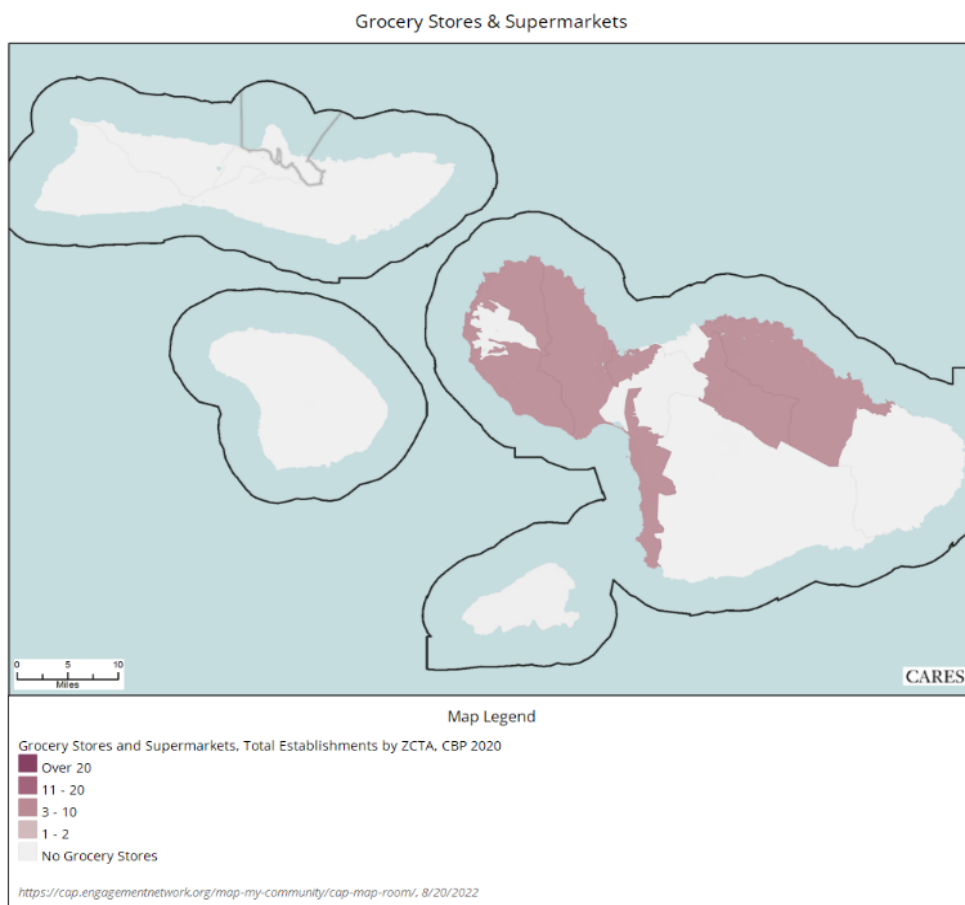 Grocery Stores & Supermarkets
0 5 10
Miles
CARES
Map Legend
Grocery Stores and Supermarkets, Total Establishments by ZCTA, CBP 2020
Over 20
11 - 20
3 - 10
1 - 2
No Grocery Stores
https://cap.engagementnetwork.org/map-my-community/cap-map-room/, 8/20/2022